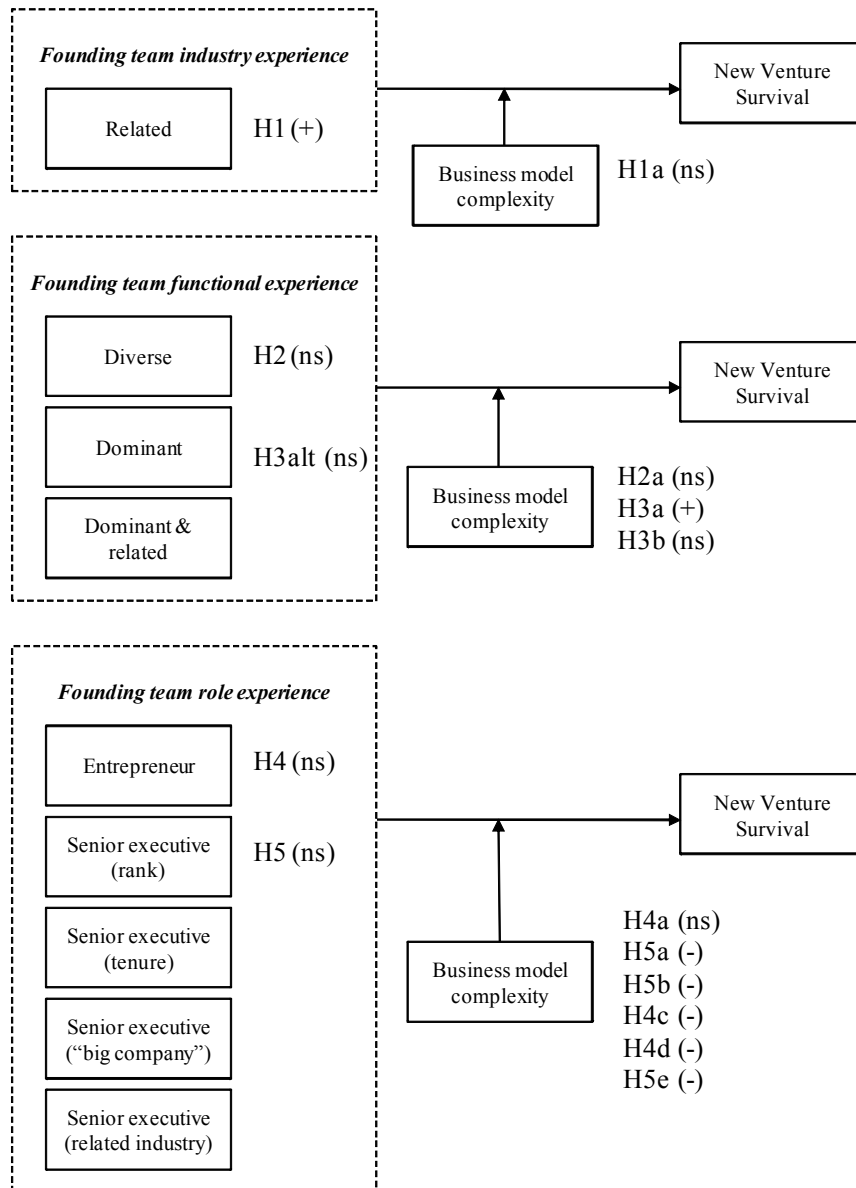 Founding team industry experience
Related
H1 (+)
New Venture
Survival
Business model
complexity
H1a (ns)
Founding team functional experience
Diverse
H2 (ns)
Dominant
H3alt (ns)
Dominant &
related
New Venture
Survival
Business model
complexity
H2a (ns)
H3a (+)
H3b (ns)
Founding team role experience
Entrepreneur
H4 (ns)
Senior executive
(rank)
H5 (ns)
Senior executive
(tenure)
Senior executive
(“big company”)
Senior executive
(related industry)
New Venture
Survival
Business model
complexity
H4a (ns)
H5a (-)
H5b (-)
H4c (-)
H4d (-)
H5e (-)